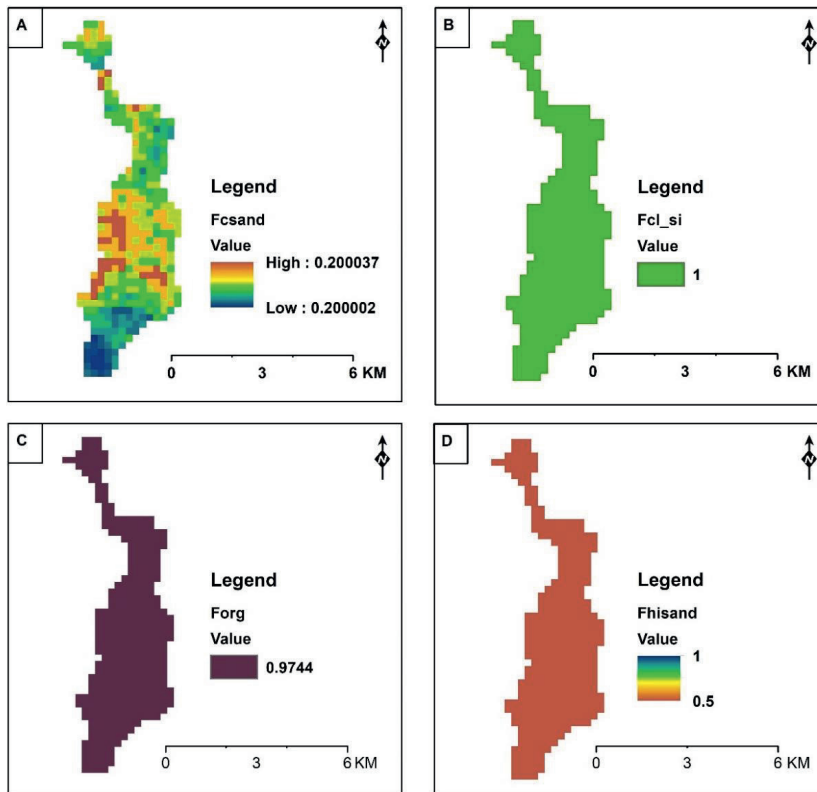 A
N
Legend
Fcsand
Value
High : 0.200037
Low : 0.200002
0 3 6 KM
B
N
Legend
Fcl_si
Value
1
0 3 6 KM
C
N
Legend
Forg
Value
0.9744
0 3 6 KM
D
N
Legend
Fhisand
Value
1
0.5
0 3 6 KM